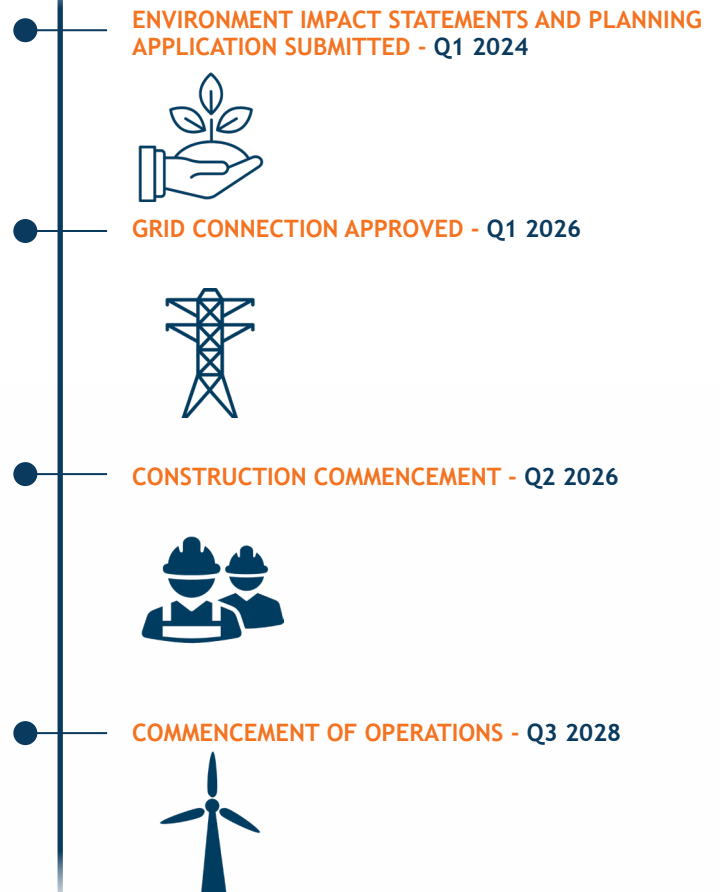 ENVIRONMENT IMPACT STATEMENTS AND PLANNING
APPLICATION SUBMITTED - Q1 2024
GRID CONNECTION APPROVED - Q1 2026
CONSTRUCTION COMMENCEMENT - Q2 2026
COMMENCEMENT OF OPERATIONS - Q3 2028